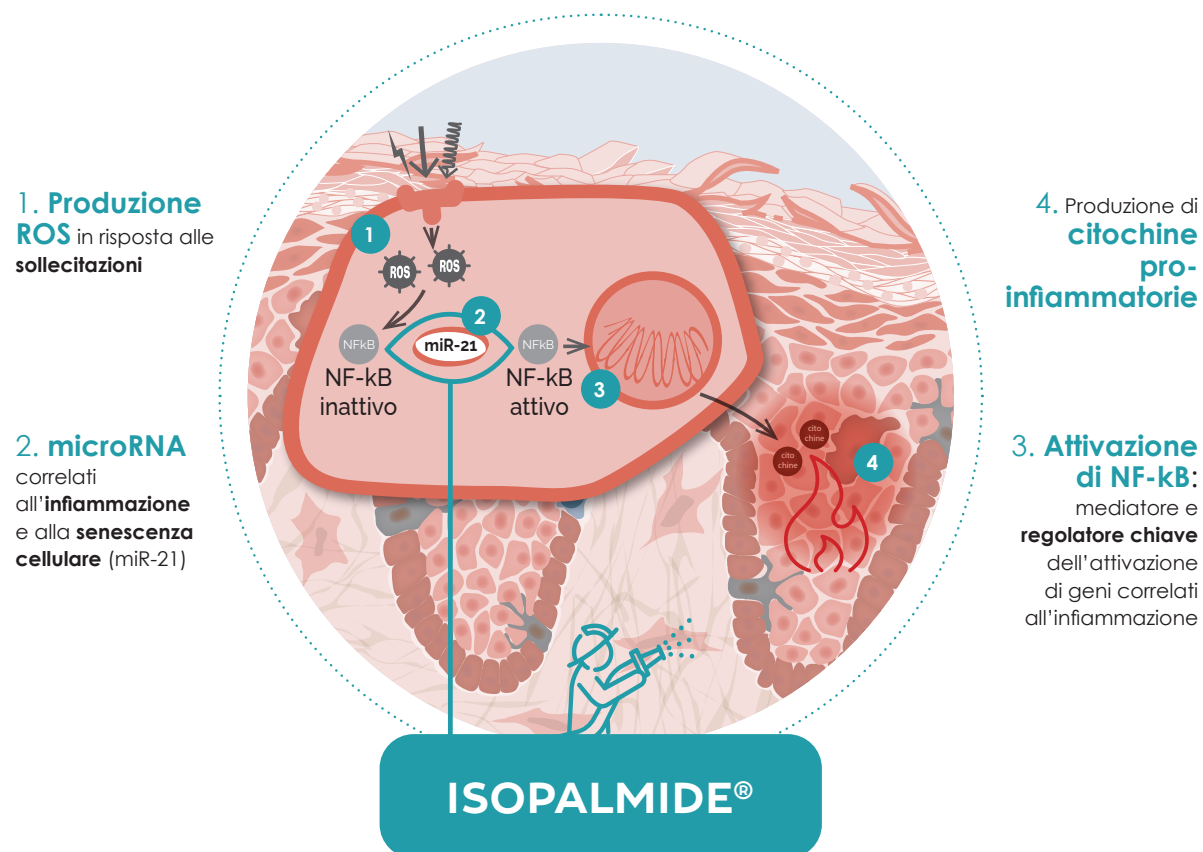 1. Produzione
ROS in risposta alle
sollecitazioni
2. microRNA
correlati
all'infiammazione
e alla senescenza
cellulare (miR-21)
1
ROS
ROS
2
NFkB
miR-21
NFkB
NF-kB
inattivo
NF-kB
attivo
3
cito
chine
cito
chine
4
4. Produzione di
citochine
pro-
infiammatorie
3. Attivazione
di NF-kB:
mediatore e
regolatore chiave
dell'attivazione
di geni correlati
all'infiammazione
ISOPALMIDE®